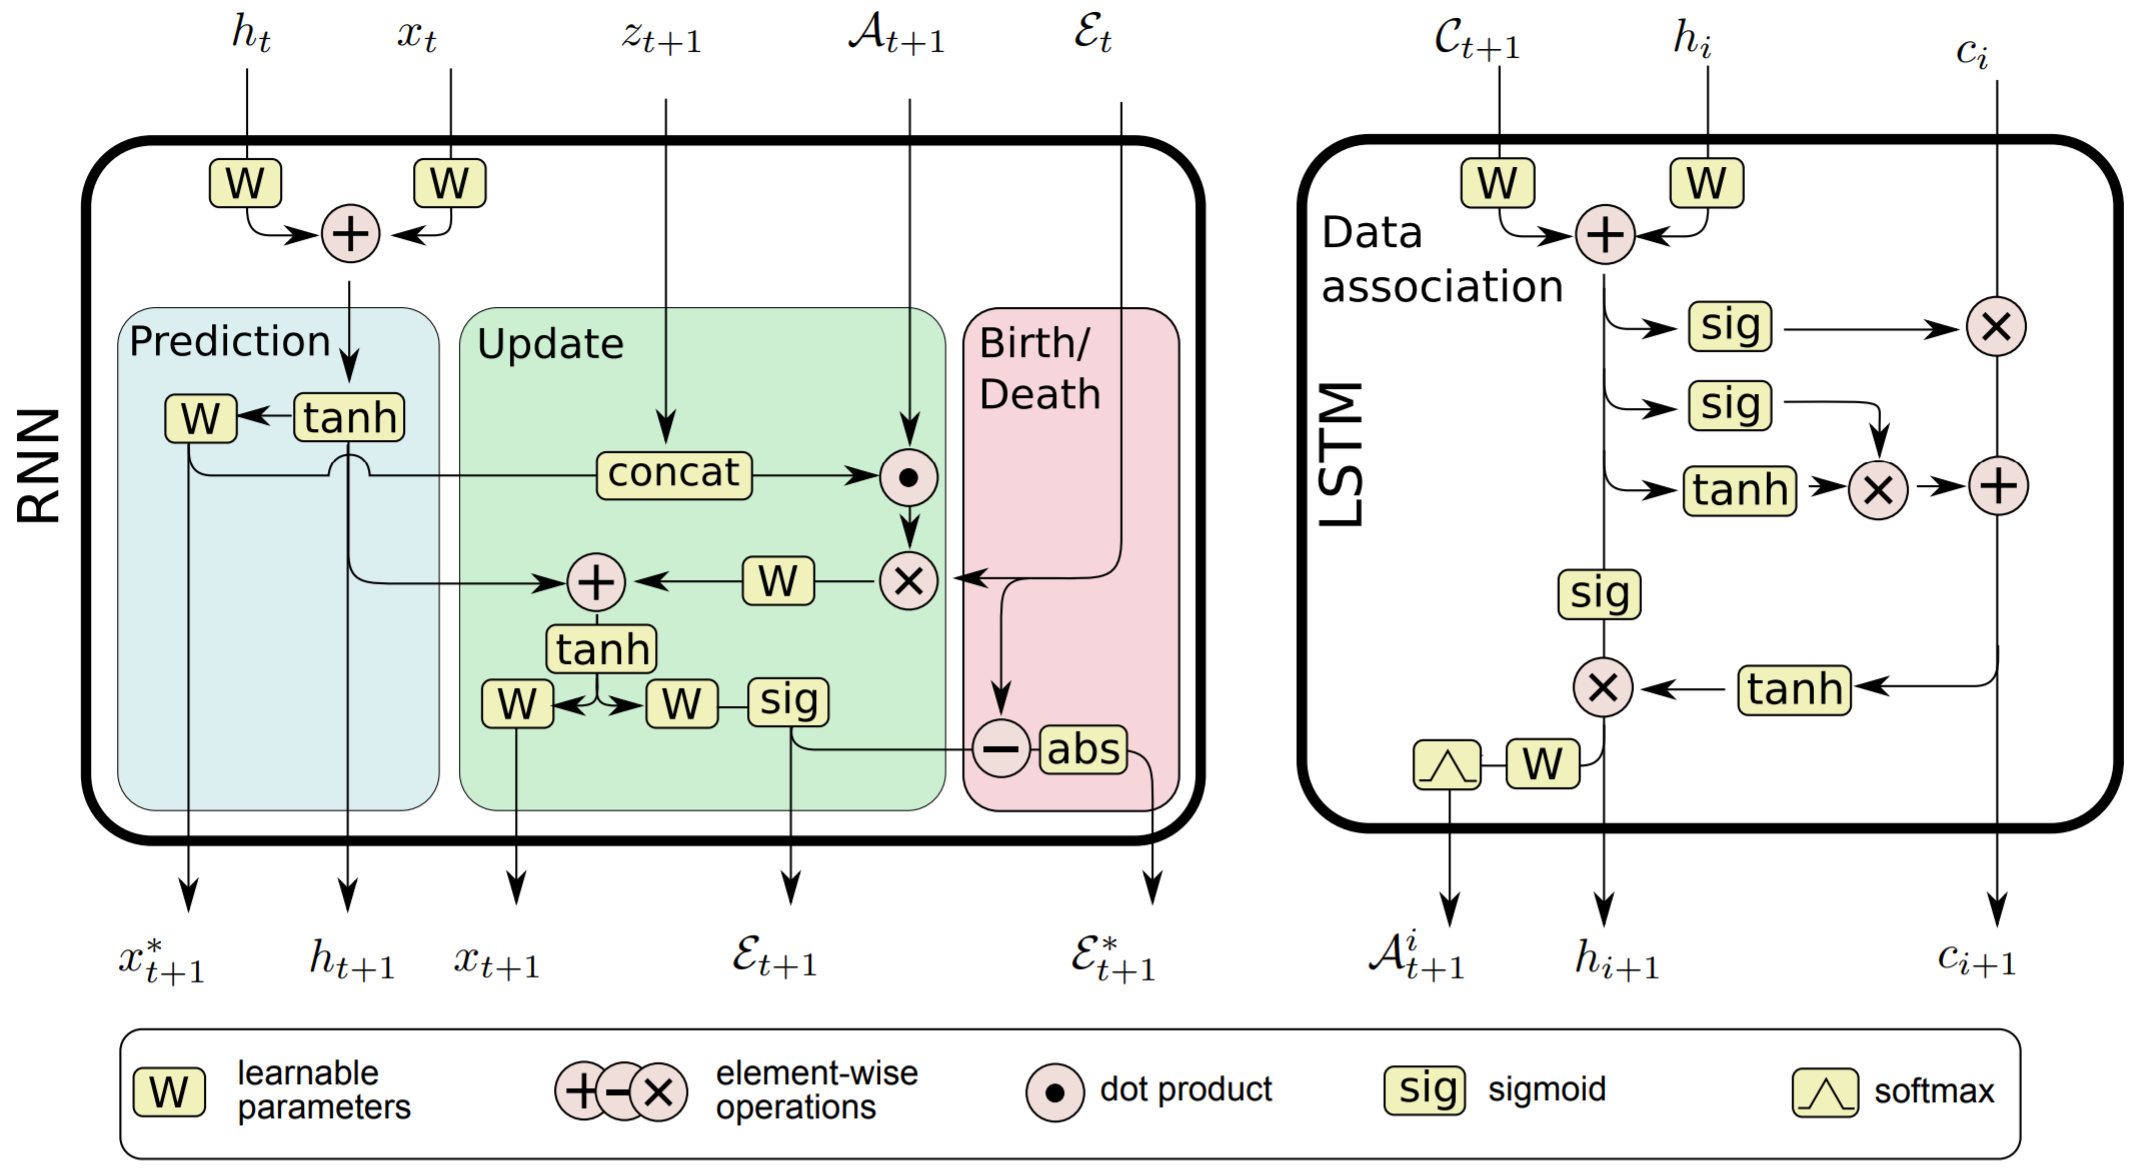 h_t
x_t
z_{t+1}
\mathcal{A}_{t+1}
\mathcal{E}_t
W
W
+
Prediction
Update
Birth/
Death
W
tanh
concat
•
+
W
×
tanh
W
W
sig
−
abs
RNN
x^*_{t+1}
h_{t+1}
x_{t+1}
\mathcal{E}_{t+1}
\mathcal{E}^*_{t+1}
\mathcal{C}_{t+1}
h_i
c_i
W
W
Data
association
+
sig
×
sig
tanh
×
+
LSTM
sig
×
tanh
W
\mathcal{A}^i_{t+1}
h_{i+1}
c_{i+1}
W
learnable
parameters
+ − ×
element-wise
operations
•
dot product
sig
sigmoid
softmax